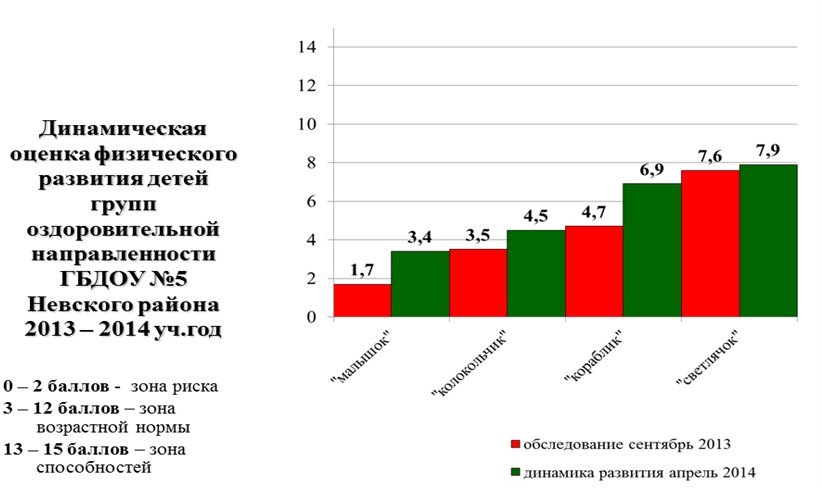 Динамическая
оценка физического
развития детей
групп
оздоровительной
направленности
ГБДОУ №5
Невского района
2013 – 2014 уч.год
0 – 2 баллов - зона риска
3 – 12 баллов – зона
возрастной нормы
13 – 15 баллов – зона
способностей
14
12
10
8
6
4
2
0
1,7
3,4
3,5
4,5
4,7
6,9
7,6
7,9
"малышок"
"колокольчик"
"кораблик"
"светлячок"
обследование сентябрь 2013
динамика развития апрель 2014